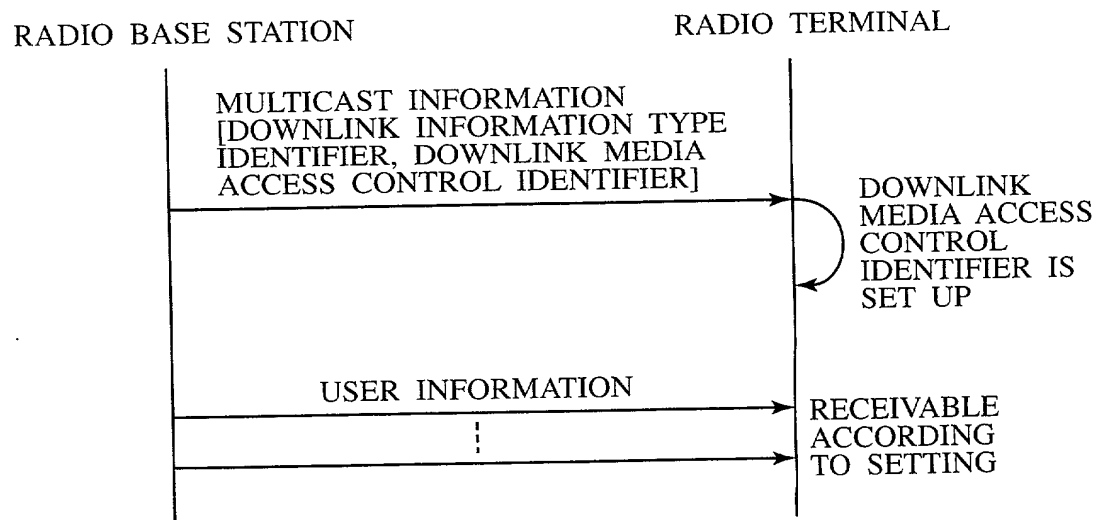 RADIO BASE STATION
RADIO TERMINAL
MULTICAST INFORMATION
[DOWNLINK INFORMATION TYPE
IDENTIFIER, DOWNLINK MEDIA
ACCESS CONTROL IDENTIFIER]
DOWNLINK
MEDIA ACCESS
CONTROL
IDENTIFIER IS
SET UP
USER INFORMATION
RECEIVABLE
ACCORDING
TO SETTING